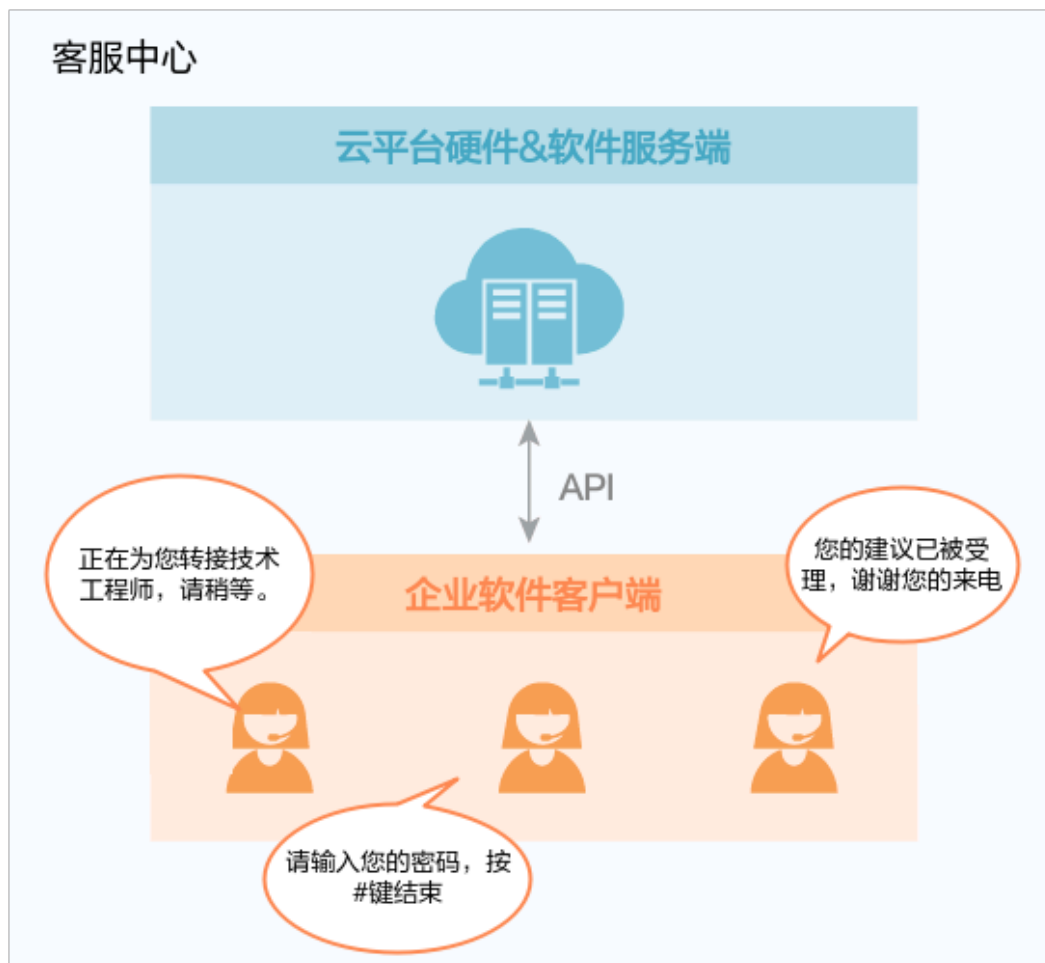 客服中心
云平台硬件&软件服务端
API
正在为您转接技术
工程师，请稍等。
您的建议已被受
理，谢谢您的来电
企业软件客户端
请输入您的密码，按
#键结束